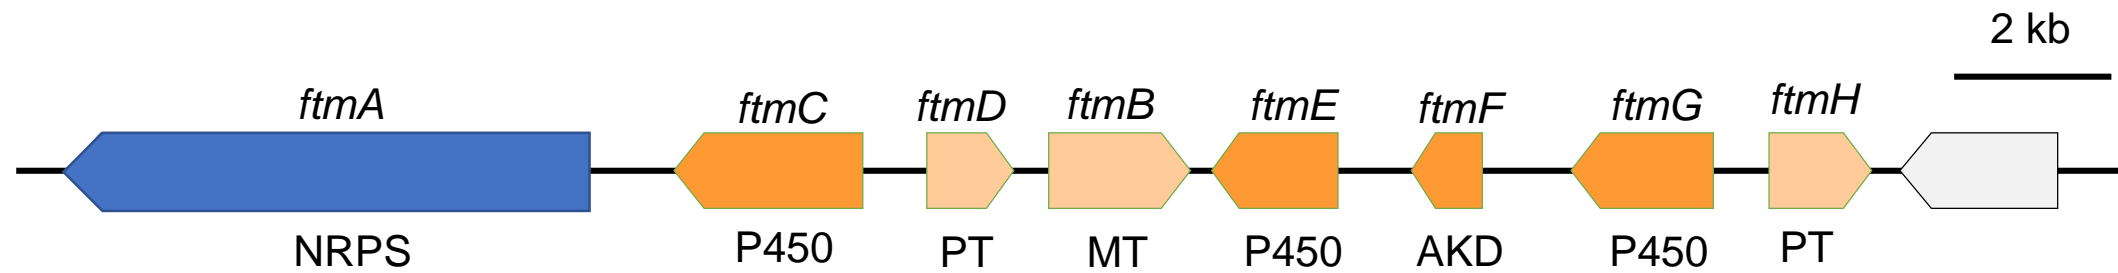 2 kb
ftmA ftmC ftmD ftmB ftmE ftmF ftmG ftmH
NRPS P450 PT MT P450 AKD P450 PT